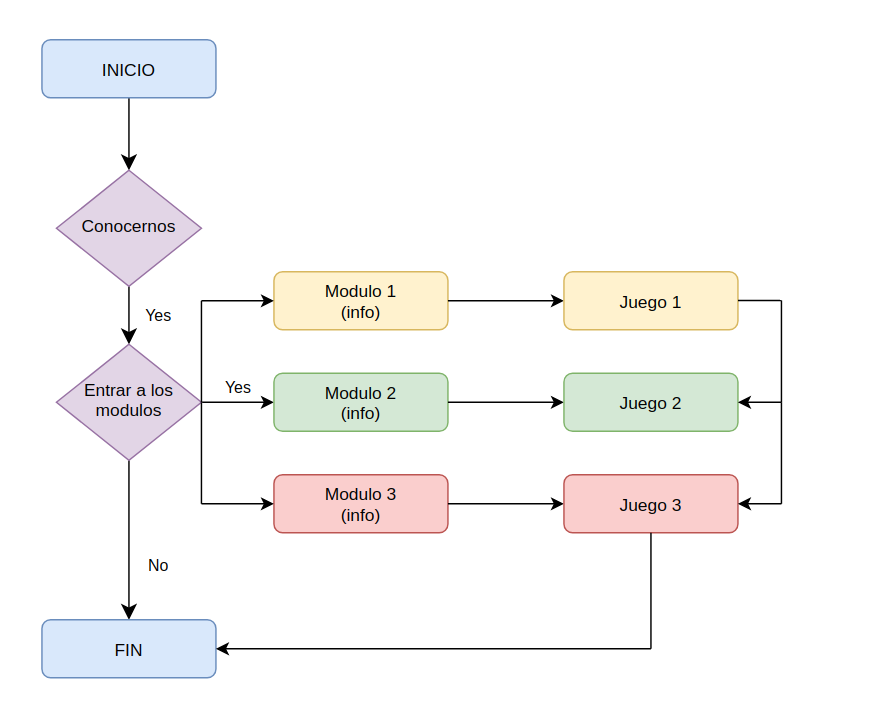 INICIO
Conocernos
Yes
Entrar a los
modulos
Yes
Modulo 1
(info)
Juego 1
Modulo 2
(info)
Juego 2
Modulo 3
(info)
Juego 3
No
FIN